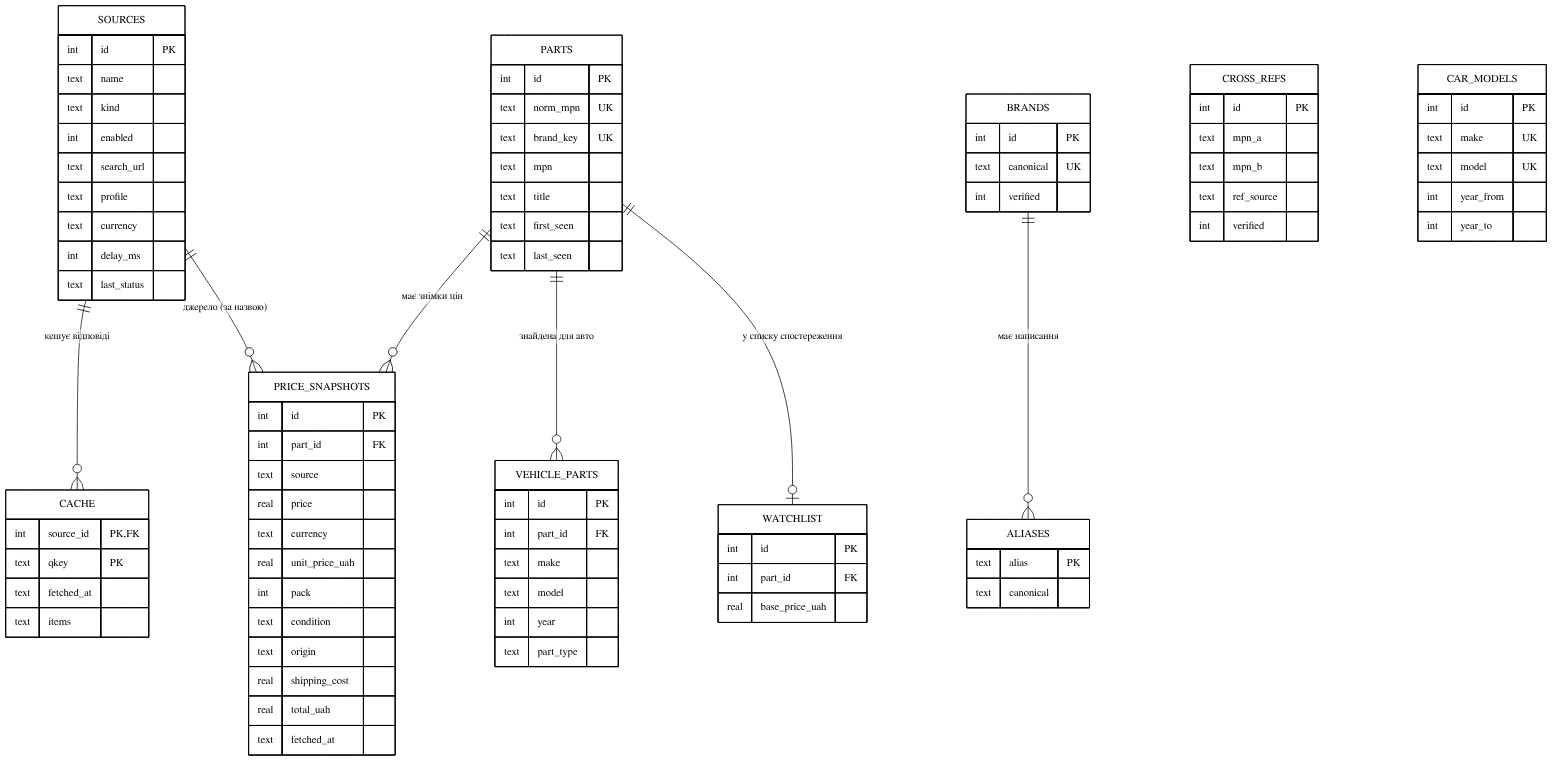 SOURCES
int id PK
text name
text kind
int enabled
text search_url
text profile
text currency
int delay_ms
text last_status
PARTS
int id PK
text norm_mpn UK
text brand_key UK
text mpn
text title
text first_seen
text last_seen
BRANDS
int id PK
text canonical UK
int verified
CROSS_REFS
int id PK
text mpn_a
text mpn_b
text ref_source
int verified
CAR_MODELS
int id PK
text make UK
text model UK
int year_from
int year_to
кешує відповіді
джерело (за назвою)
має знімки цін
знайдена для авто
у списку спостереження
має написання
CACHE
int source_id PK,FK
text qkey PK
text fetched_at
text items
PRICE_SNAPSHOTS
int id PK
int part_id FK
text source
real price
text currency
real unit_price_uah
int pack
text condition
text origin
real shipping_cost
real total_uah
text fetched_at
VEHICLE_PARTS
int id PK
int part_id FK
text make
text model
int year
text part_type
WATCHLIST
int id PK
int part_id FK
real base_price_uah
ALIASES
text alias PK
text canonical